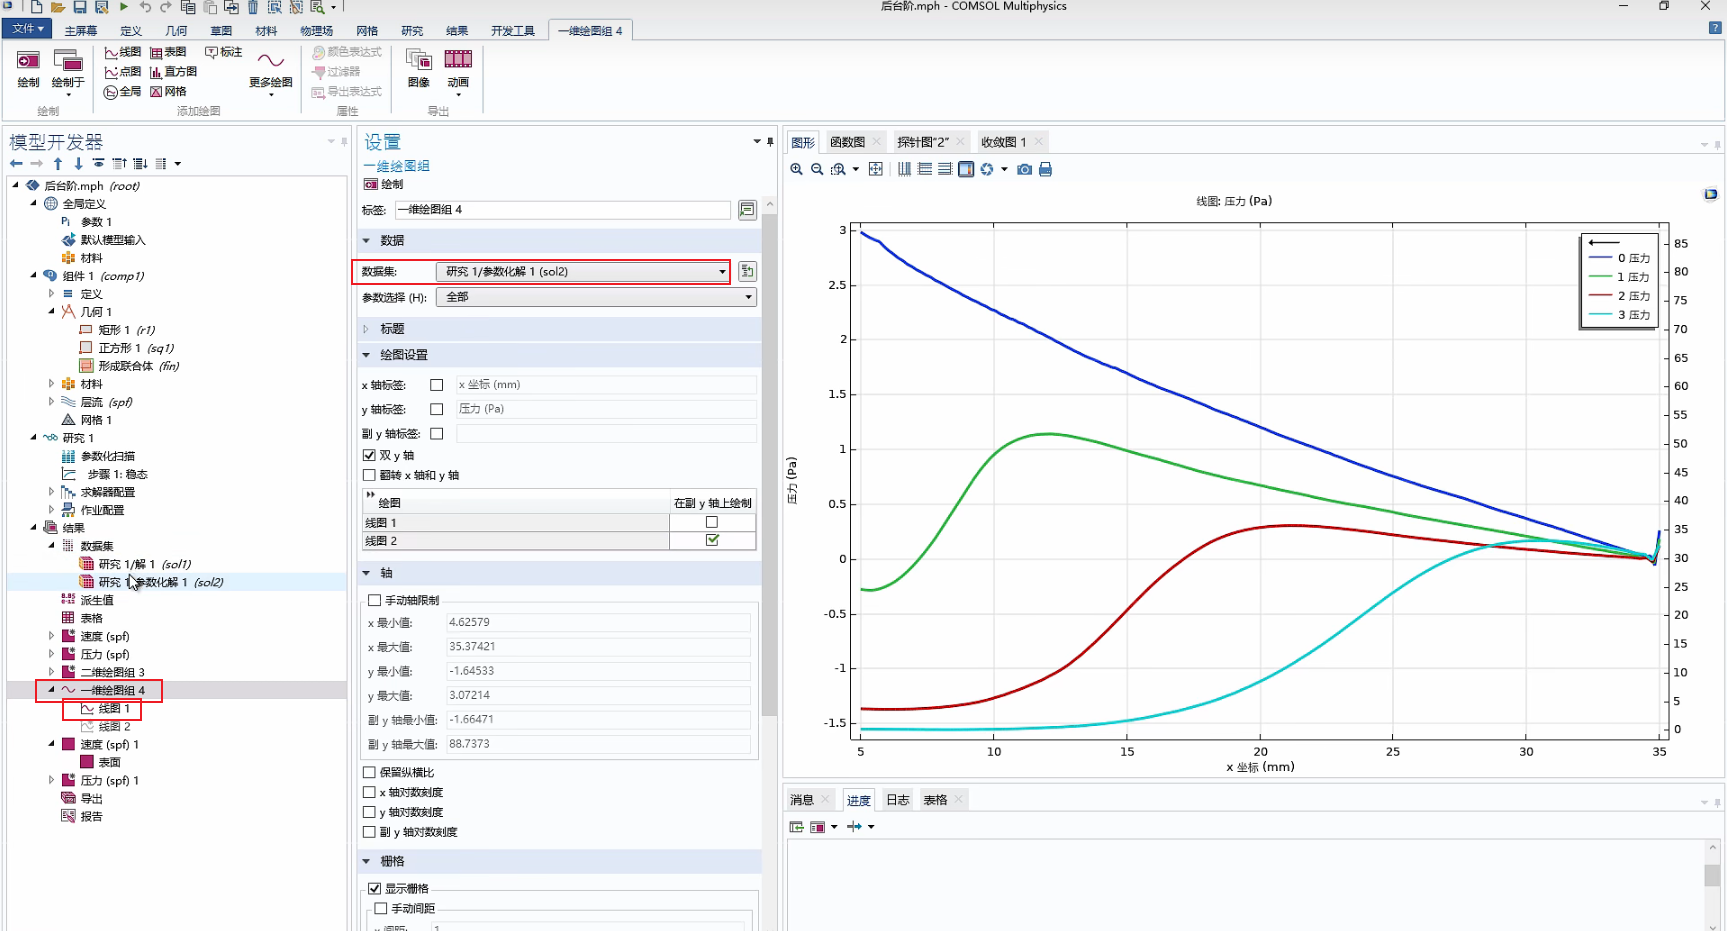 后台阶.mph - COMSOL Multiphysics
文件 主屏幕 定义 几何 草图 材料 物理场 网格 研究 结果 开发工具 一维绘图组 4
绘制 绘制于
绘制
线图 表图 标注
点图 直方图
全局 网格
更多绘图
添加绘图
颜色表达式
过滤器
导出表达式
属性
图像 动画
导出
模型开发器
后台阶.mph (root)
全局定义
Pi 参数 1
默认模型输入
材料
组件 1 (comp1)
定义
几何 1
矩形 1 (r1)
正方形 1 (sq1)
形成联合体 (fin)
材料
层流 (spf)
网格 1
研究 1
参数化扫描
步骤 1: 稳态
求解器配置
作业配置
结果
数据集
研究 1/解 1 (sol1)
研究 1/参数化解 1 (sol2)
派生值
表格
速度 (spf)
压力 (spf)
二维绘图组 3
一维绘图组 4
线图 1
线图 2
速度 (spf) 1
表面
压力 (spf) 1
导出
报告
设置
一维绘图组
绘制
标签: 一维绘图组 4
数据
数据集: 研究 1/参数化解 1 (sol2)
参数选择 (H): 全部
标题
绘图设置
x 轴标签: x 坐标 (mm)
y 轴标签: 压力 (Pa)
副 y 轴标签:
双 y 轴
翻转 x 轴和 y 轴
绘图 在副 y 轴上绘制
线图 1
线图 2
轴
手动轴限制
x 最小值: 4.62579
x 最大值: 35.37421
y 最小值: -1.64533
y 最大值: 3.07214
副 y 轴最小值: -1.66471
副 y 轴最大值: 88.7373
保留纵横比
x 轴对数刻度
y 轴对数刻度
副 y 轴对数刻度
栅格
显示栅格
手动间距
x 间距: 1
图形 函数图 探针图“2” 收敛图 1
线图: 压力 (Pa)
3
2.5
2
1.5
1
0.5
0
-0.5
-1
-1.5
压力 (Pa)
0 压力
1 压力
2 压力
3 压力
85
80
75
70
65
60
55
50
45
40
35
30
25
20
15
10
5
0
5 10 15 20 25 30 35
x 坐标 (mm)
消息 进度 日志 表格